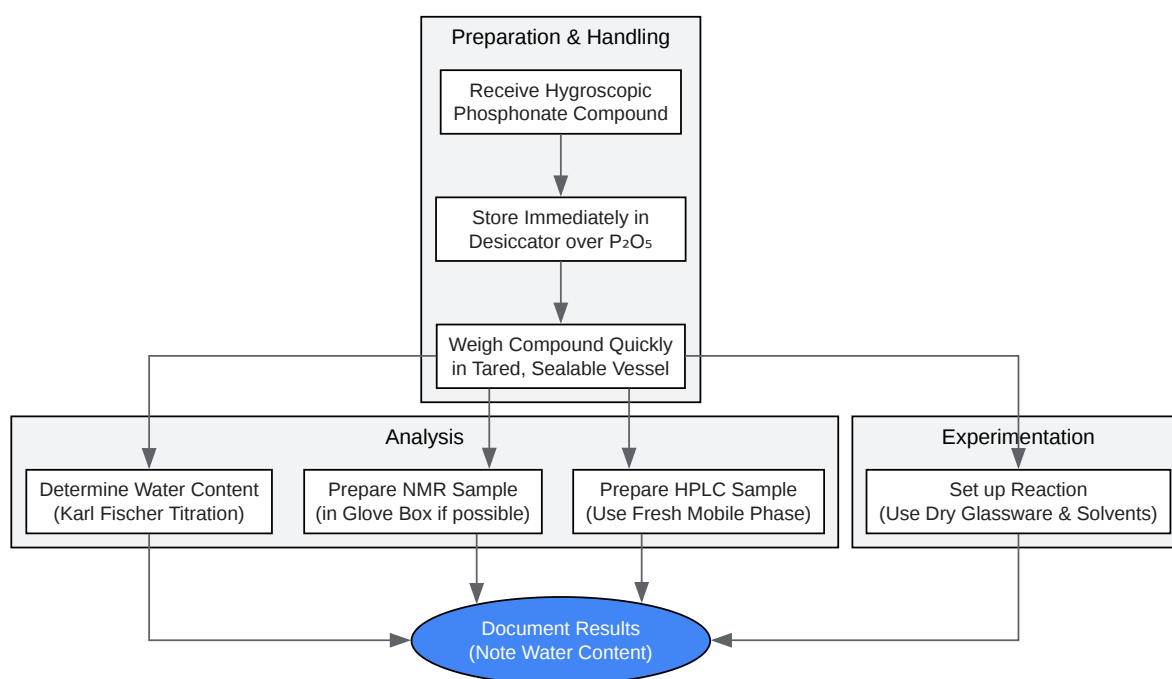 Preparation & Handling
Receive Hygroscopic
Phosphonate Compound
Store Immediately in
Desiccator over P₂O₅
Weigh Compound Quickly
in Tared, Sealable Vessel
Analysis
Determine Water Content
(Karl Fischer Titration)
Prepare NMR Sample
(in Glove Box if possible)
Prepare HPLC Sample
(Use Fresh Mobile Phase)
Experimentation
Set up Reaction
(Use Dry Glassware & Solvents)
Document Results
(Note Water Content)